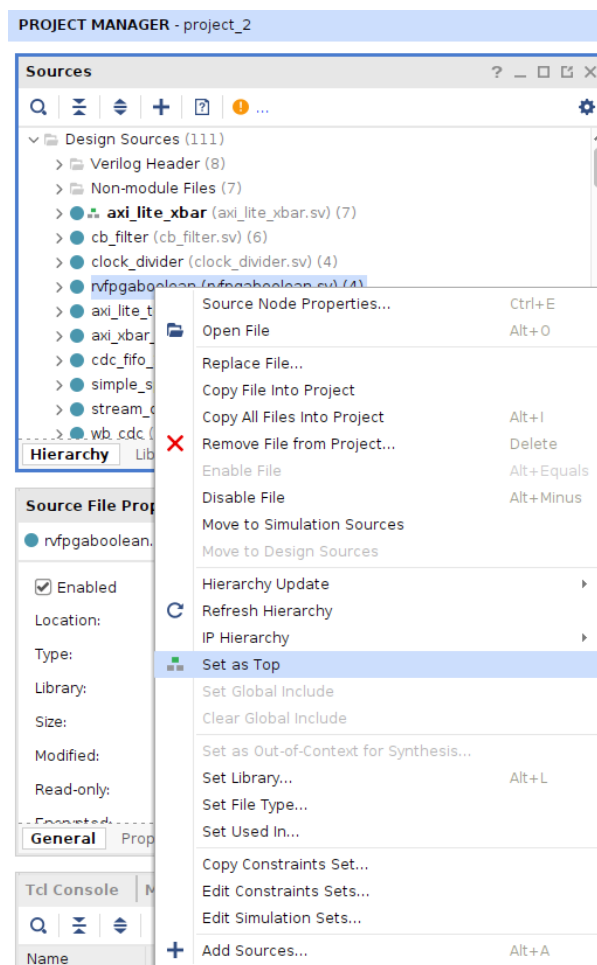 PROJECT MANAGER - project_2
Sources
? _
...
Design Sources (111)
Verilog Header (8)
Non-module Files (7)
axi_lite_xbar (axi_lite_xbar.sv) (7)
cb_filter (cb_filter.sv) (6)
clock_divider (clock_divider.sv) (4)
rvfpgaboolean (rvfpgaboolean.sv) (4)
axi_lite_t
axi_xbar_
cdc_fifo_
simple_s
stream_
wb_cdc (
Hierarchy Lib
Source File Prop
rvfpgaboolean.
Enabled
Location:
Type:
Library:
Size:
Modified:
Read-only:
Encrypted:
General Prop
Tcl Console M
Name
Source Node Properties... Ctrl+E
Open File Alt+O
Replace File...
Copy File Into Project
Copy All Files Into Project Alt+I
Remove File from Project... Delete
Enable File Alt+Equals
Disable File Alt+Minus
Move to Simulation Sources
Move to Design Sources
Hierarchy Update
Refresh Hierarchy
IP Hierarchy
Set as Top
Set Global Include
Clear Global Include
Set as Out-of-Context for Synthesis...
Set Library... Alt+L
Set File Type...
Set Used In...
Copy Constraints Set...
Edit Constraints Sets...
Edit Simulation Sets...
Add Sources... Alt+A